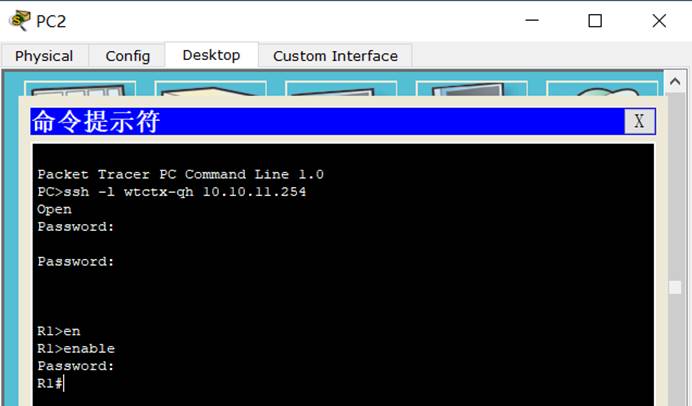 PC2
Physical Config Desktop Custom Interface
命令提示符
X
Packet Tracer PC Command Line 1.0
PC>ssh -l wtctx-qh 10.10.11.254
Open
Password:
Password:
R1>en
R1>enable
Password:
R1#